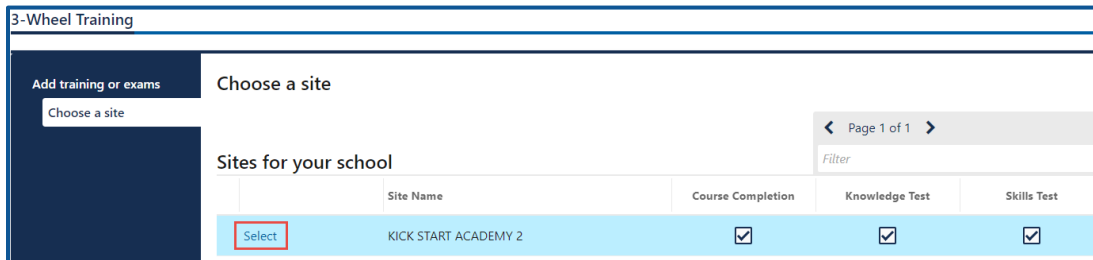 3-Wheel Training
Add training or exams
Choose a site
Choose a site
Page 1 of 1
Sites for your school
Filter
Site Name Course Completion Knowledge Test Skills Test
Select KICK START ACADEMY 2